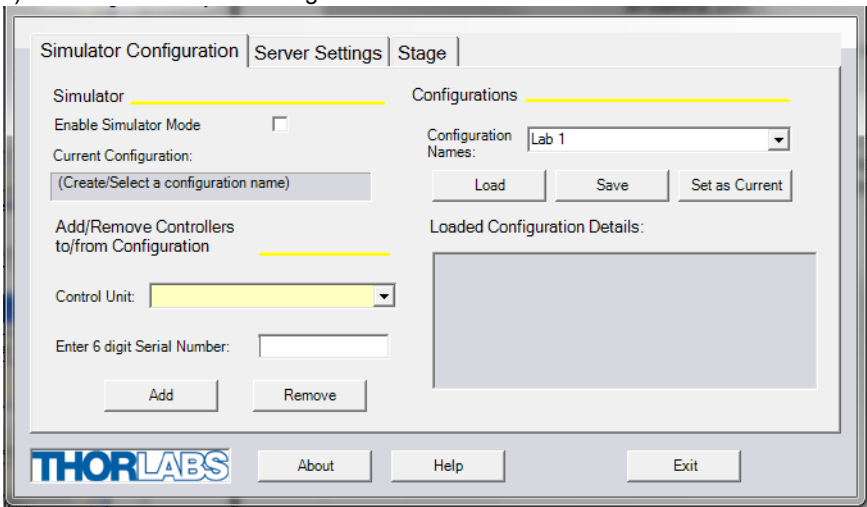 Simulator Configuration
Server Settings
Stage
Simulator
Enable Simulator Mode
Current Configuration:
(Create/Select a configuration name)
Add/Remove Controllers
to/from Configuration
Control Unit:
Enter 6 digit Serial Number:
Add
Remove
Configurations
Configuration
Names:
Lab 1
Load
Save
Set as Current
Loaded Configuration Details:
THORLABS
About
Help
Exit